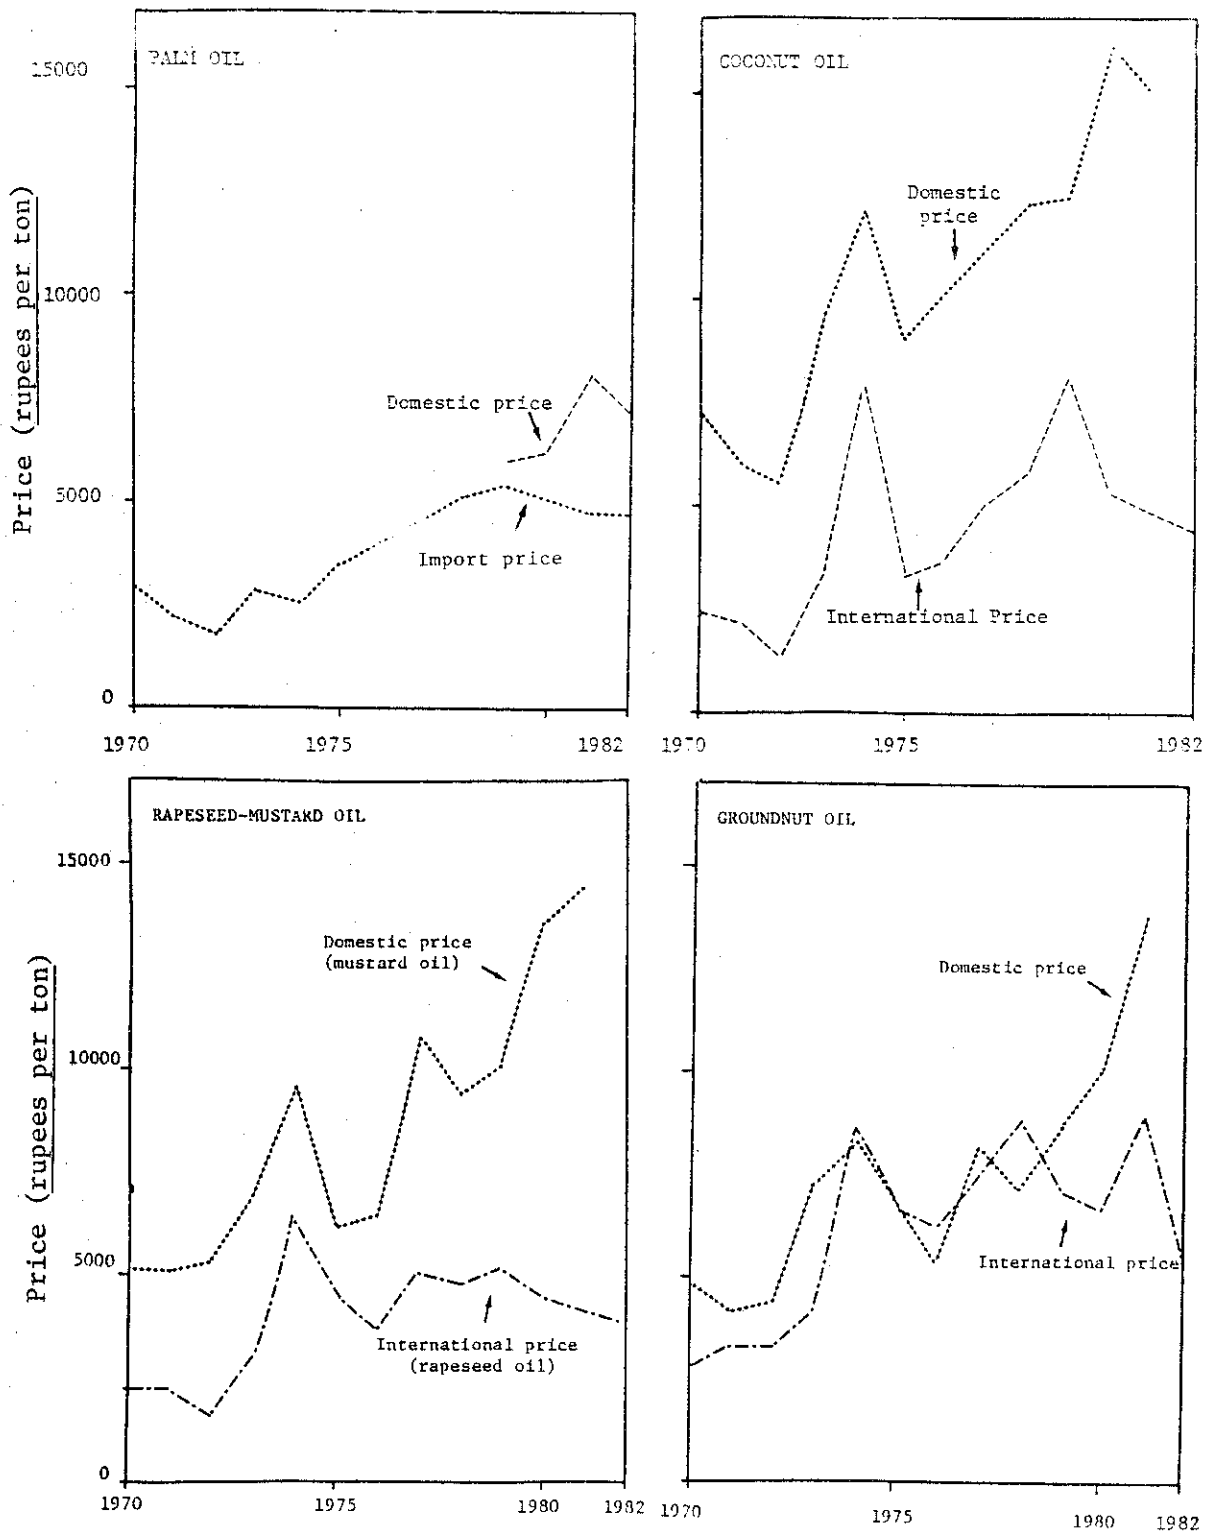 PALM OIL
15000
10000
5000
0
Price (rupees per ton)
Domestic price
Import price
1970
1975
1982
COCONUT OIL
Domestic
price
International Price
1970
1975
1982
RAPESEED-MUSTARD OIL
15000
10000
5000
0
Price (rupees per ton)
Domestic price
(mustard oil)
International price
(rapeseed oil)
1970
1975
1980
1982
GROUNDNUT OIL
Domestic price
International price
1970
1975
1980
1982